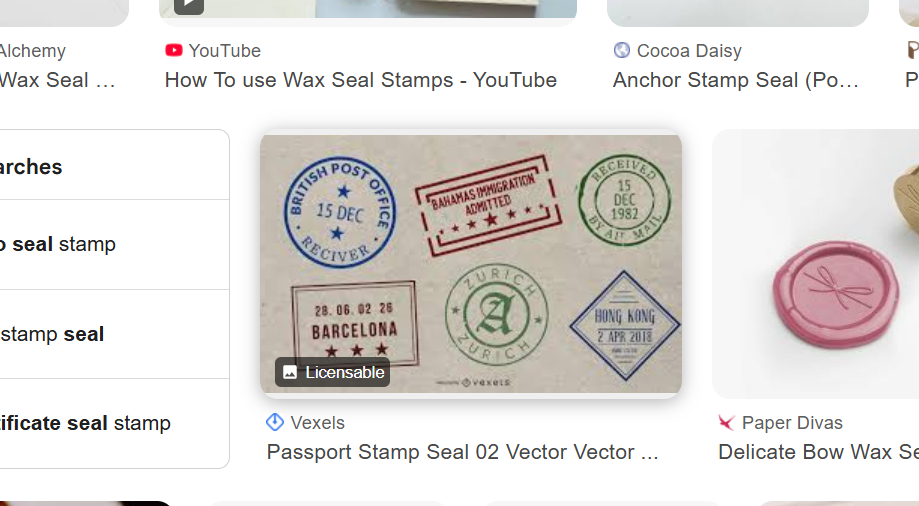 Alchemy
Wax Seal ...
YouTube
How To use Wax Seal Stamps - YouTube
Cocoa Daisy
Anchor Stamp Seal (Po...
P
arches
o seal stamp
stamp seal
tificate seal stamp
BRITISH POST OFFICE
15 DEC
RECIVER
BAHAMAS IMMIGRATION
ADMITTED
RECEIVED
15
DEC
1982
BY AIR MAIL
28. 06. 02 26
BARCELONA
ZURICH
A
ZURICH
HONG KONG
2 APR 2018
vexels
Licensable
Vexels
Passport Stamp Seal 02 Vector Vector ...
Paper Divas
Delicate Bow Wax Se